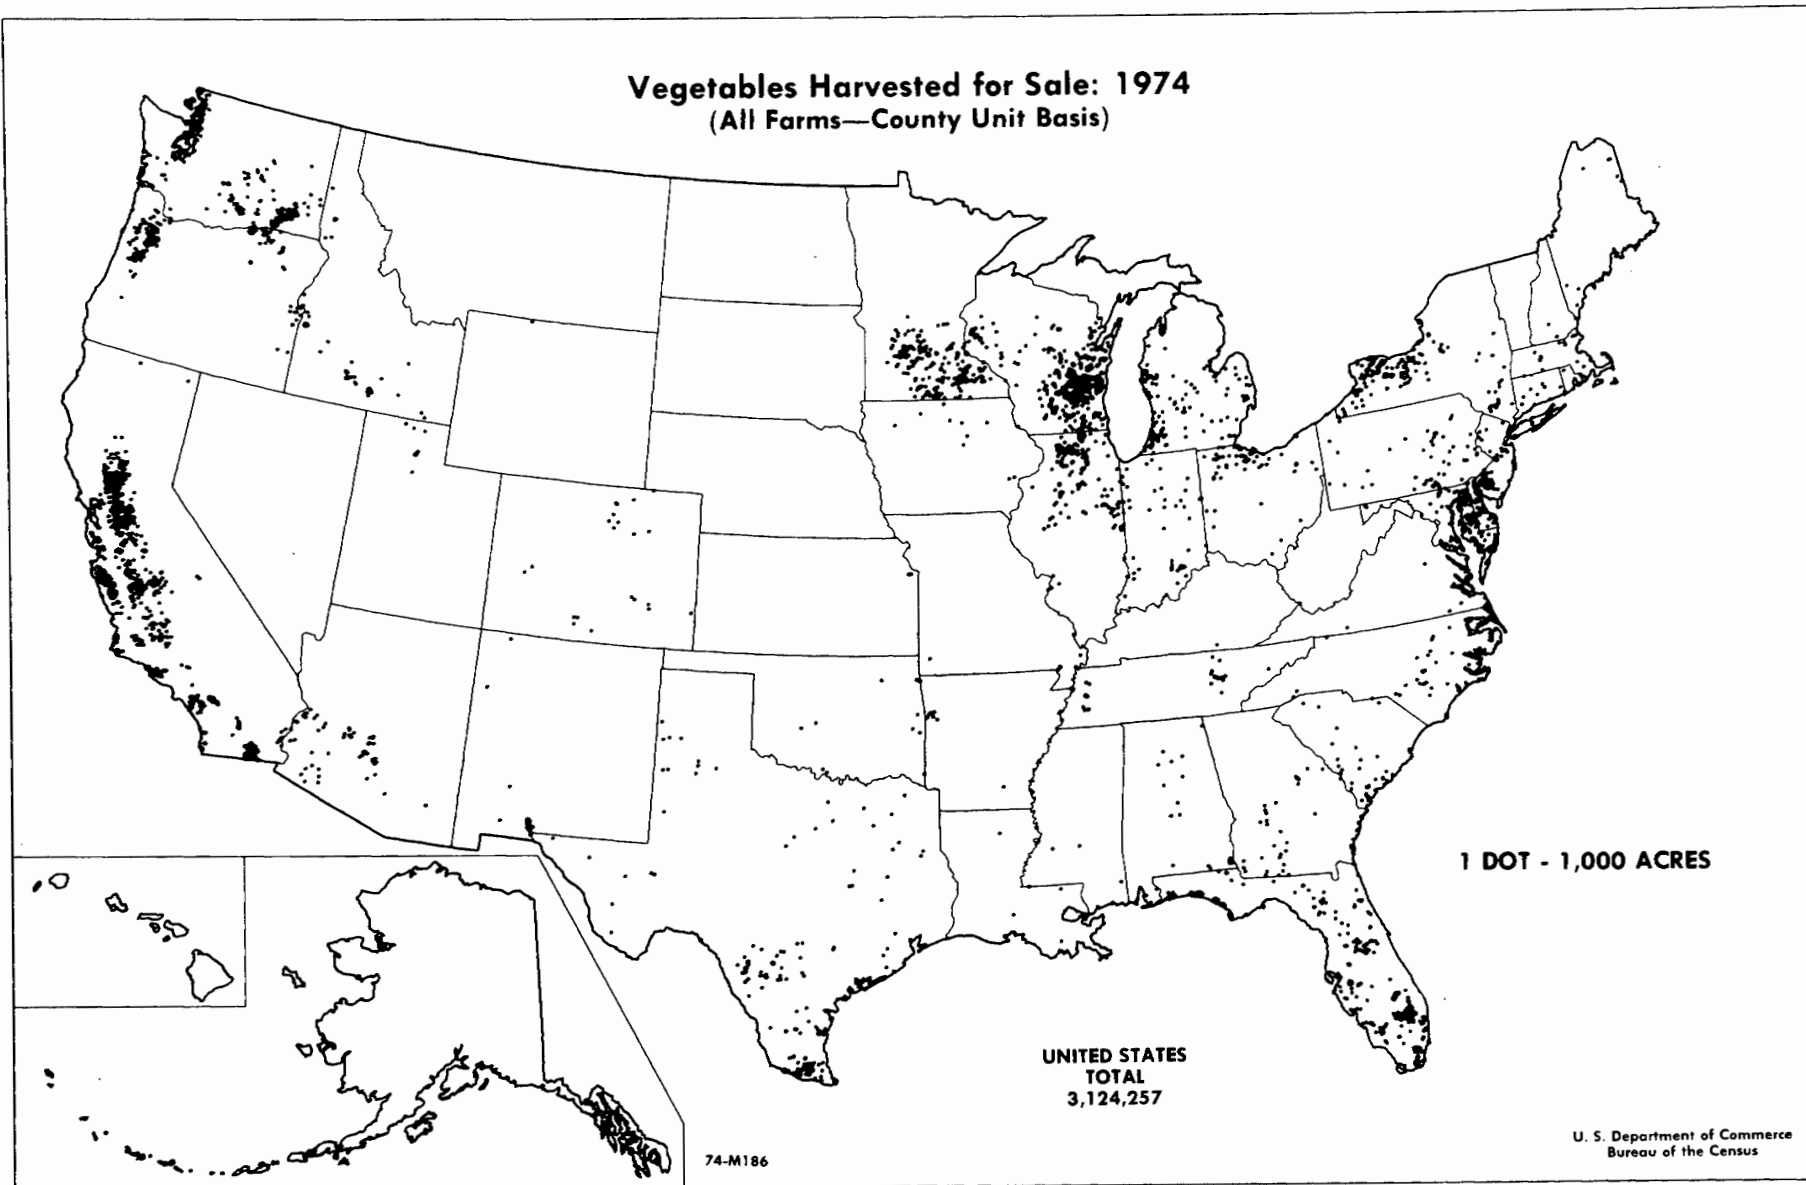 Vegetables Harvested for Sale: 1974
(All Farms—County Unit Basis)
1 DOT - 1,000 ACRES
UNITED STATES
TOTAL
3,124,257
74-M186
U. S. Department of Commerce
Bureau of the Census